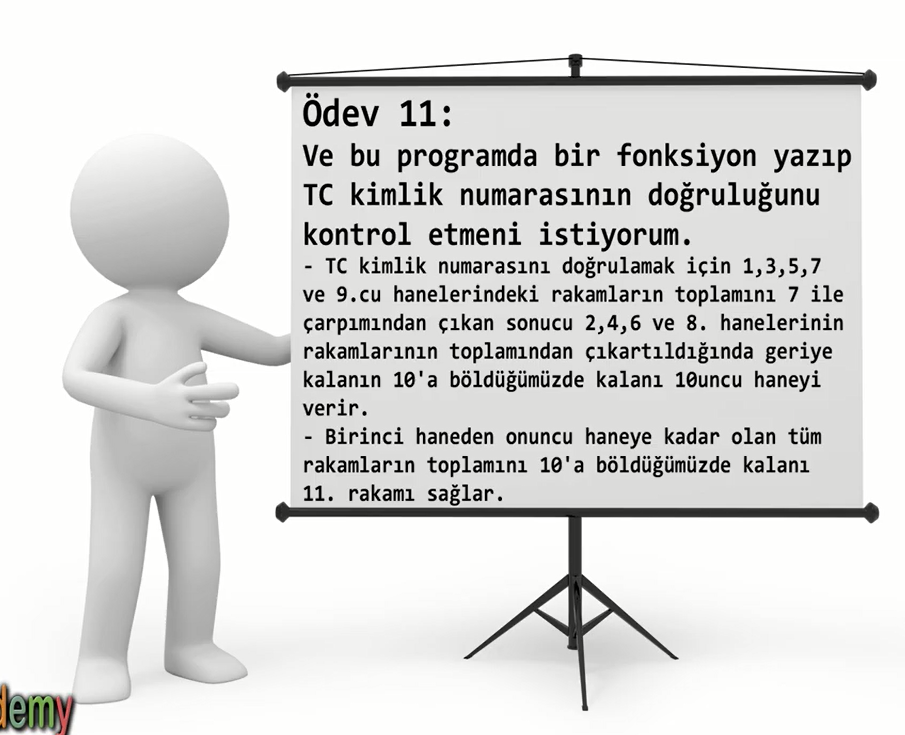 Ödev 11:
Ve bu programda bir fonksiyon yazıp
TC kimlik numarasının doğruluğunu
kontrol etmeni istiyorum.
- TC kimlik numarasını doğrulamak için 1,3,5,7
ve 9.cu hanelerindeki rakamların toplamını 7 ile
çarpımından çıkan sonucu 2,4,6 ve 8. hanelerinin
rakamlarının toplamından çıkartıldığında geriye
kalanın 10'a böldüğümüzde kalanı 10uncu haneyi
verir.
- Birinci haneden onuncu haneye kadar olan tüm
rakamların toplamını 10'a böldüğümüzde kalanı
11. rakamı sağlar.
demy